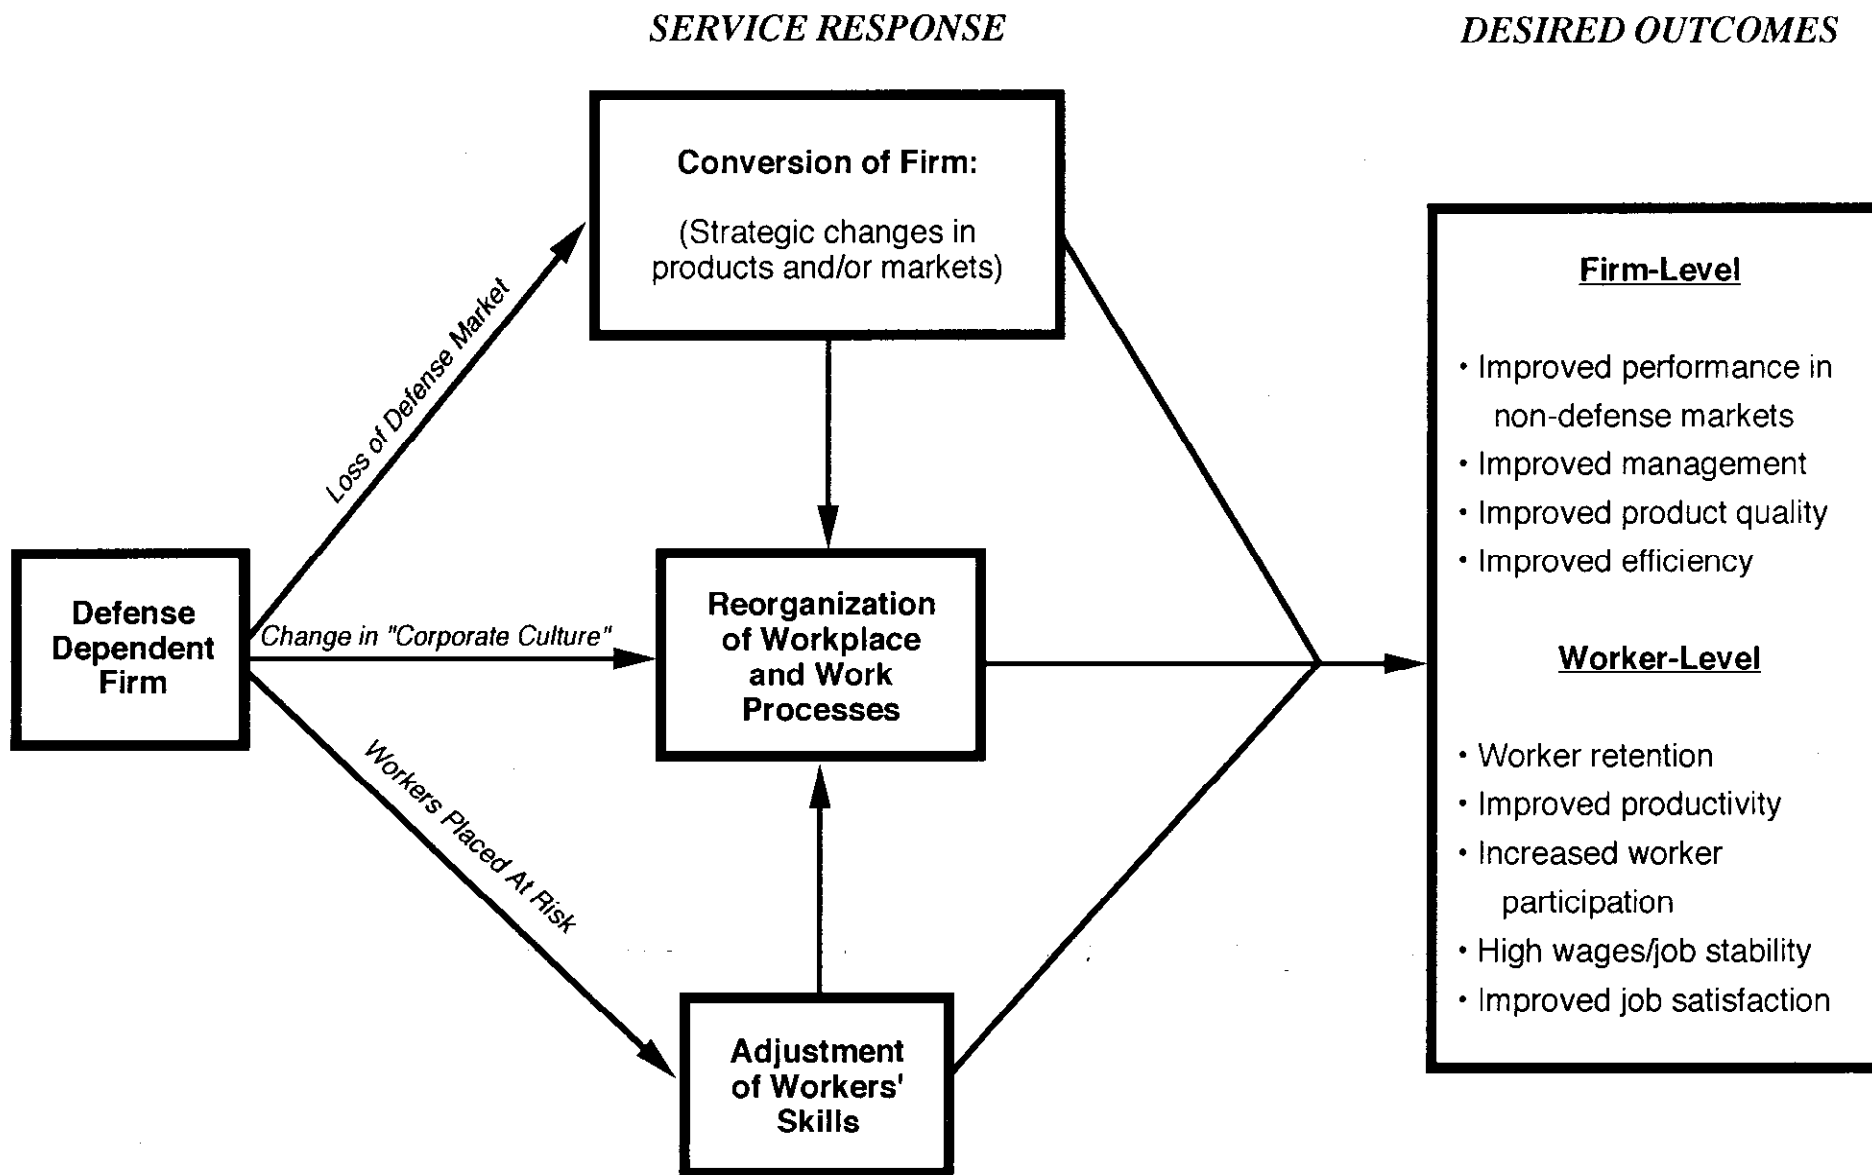 SERVICE RESPONSE
DESIRED OUTCOMES
Conversion of Firm:
(Strategic changes in
products and/or markets)
Loss of Defense Market
Defense
Dependent
Firm
Change in "Corporate Culture"
Reorganization
of Workplace
and Work
Processes
Workers Placed At Risk
Adjustment
of Workers'
Skills
Firm-Level
• Improved performance in
non-defense markets
• Improved management
• Improved product quality
• Improved efficiency
Worker-Level
• Worker retention
• Improved productivity
• Increased worker
participation
• High wages/job stability
• Improved job satisfaction